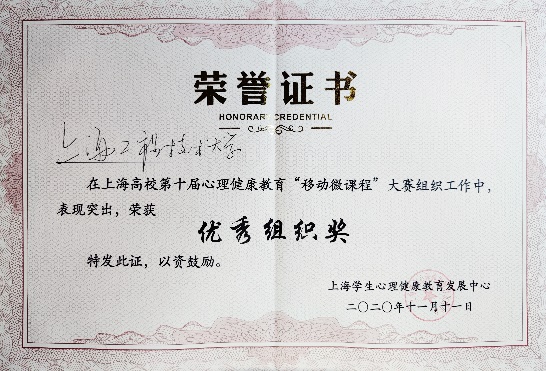 荣誉证书
HONORARY CREDENTIAL
上海工程技术大学
在上海高校第十届心理健康教育“移动微课程”大赛组织工作中，
表现突出，荣获
优秀组织奖
特发此证，以资鼓励。
上海学生心理健康教育发展中心
二〇二〇年十一月十一日